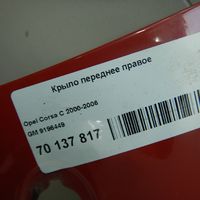 Крыло переднее правое
Opel Corsa C 2000-2006
GM 9196449
70 137 817